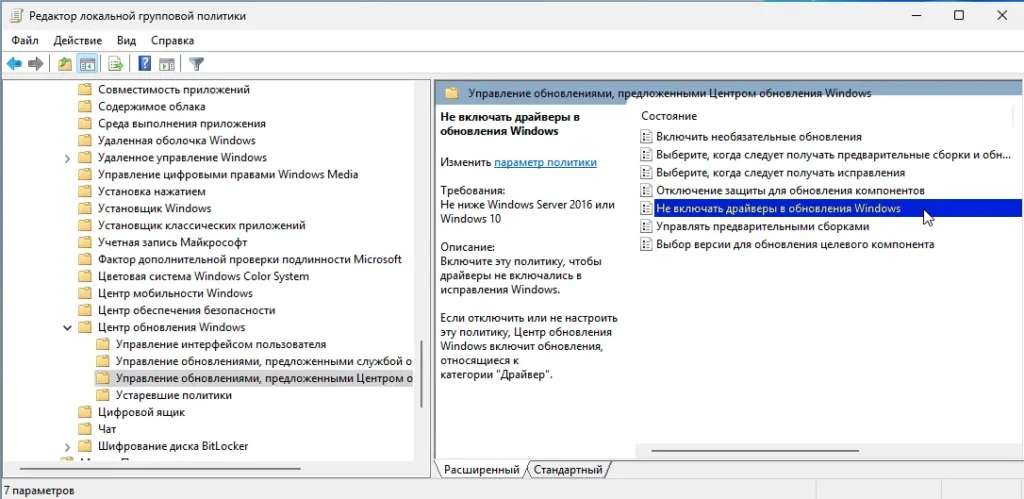 Редактор локальной групповой политики
Файл Действие Вид Справка
Совместимость приложений
Содержимое облака
Среда выполнения приложения
Удаленная оболочка Windows
Удаленное управление Windows
Управление цифровыми правами Windows Media
Установка нажатием
Установщик Windows
Установщик классических приложений
Учетная запись Майкрософт
Фактор дополнительной проверки подлинности Microsoft
Цветовая система Windows Color System
Центр мобильности Windows
Центр обеспечения безопасности
Центр обновления Windows
Управление интерфейсом пользователя
Управление обновлениями, предложенными службой о
Управление обновлениями, предложенными Центром о
Устаревшие политики
Цифровой ящик
Чат
Шифрование диска BitLocker
Управление обновлениями, предложенными Центром обновления Windows
Не включать драйверы в
обновления Windows
Изменить параметр политики
Требования:
Не ниже Windows Server 2016 или
Windows 10
Описание:
Включите эту политику, чтобы
драйверы не включались в
исправления Windows.
Если отключить или не настроить
эту политику, Центр обновления
Windows включит обновления,
относящиеся к
категории "Драйвер".
Состояние
Включить необязательные обновления
Выберите, когда следует получать предварительные сборки и обн...
Выберите, когда следует получать исправления
Отключение защиты для обновления компонентов
Не включать драйверы в обновления Windows
Управлять предварительными сборками
Выбор версии для обновления целевого компонента
Расширенный Стандартный
7 параметров